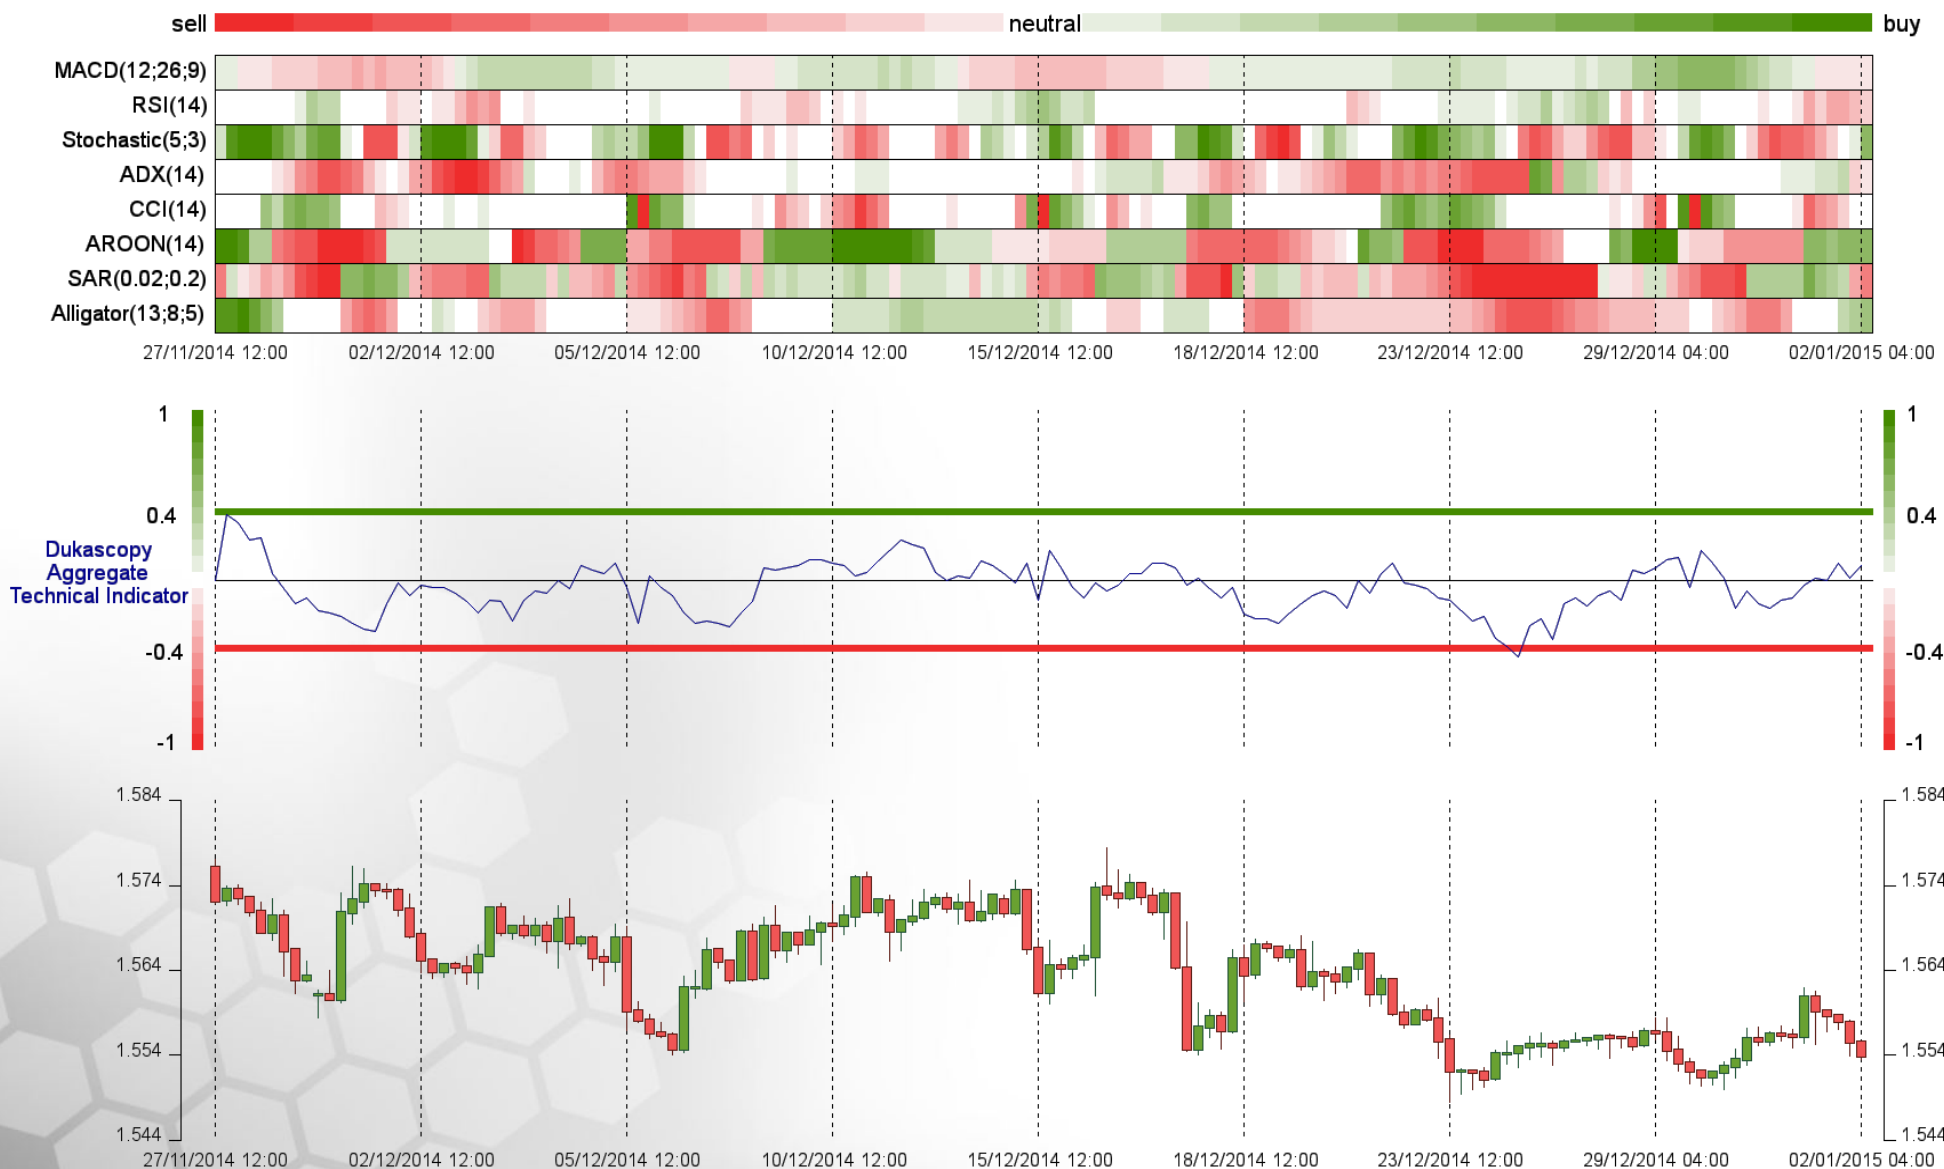 sell neutral buy
MACD(12;26;9)
RSI(14)
Stochastic(5;3)
ADX(14)
CCI(14)
AROON(14)
SAR(0.02;0.2)
Alligator(13;8;5)
27/11/2014 12:00 02/12/2014 12:00 05/12/2014 12:00 10/12/2014 12:00 15/12/2014 12:00 18/12/2014 12:00 23/12/2014 12:00 29/12/2014 04:00 02/01/2015 04:00
1 1
0.4 0.4
Dukascopy
Aggregate
Technical Indicator
-0.4 -0.4
-1 -1
1.584 1.584
1.574 1.574
1.564 1.564
1.554 1.554
1.544 1.544
27/11/2014 12:00 02/12/2014 12:00 05/12/2014 12:00 10/12/2014 12:00 15/12/2014 12:00 18/12/2014 12:00 23/12/2014 12:00 29/12/2014 04:00 02/01/2015 04:00